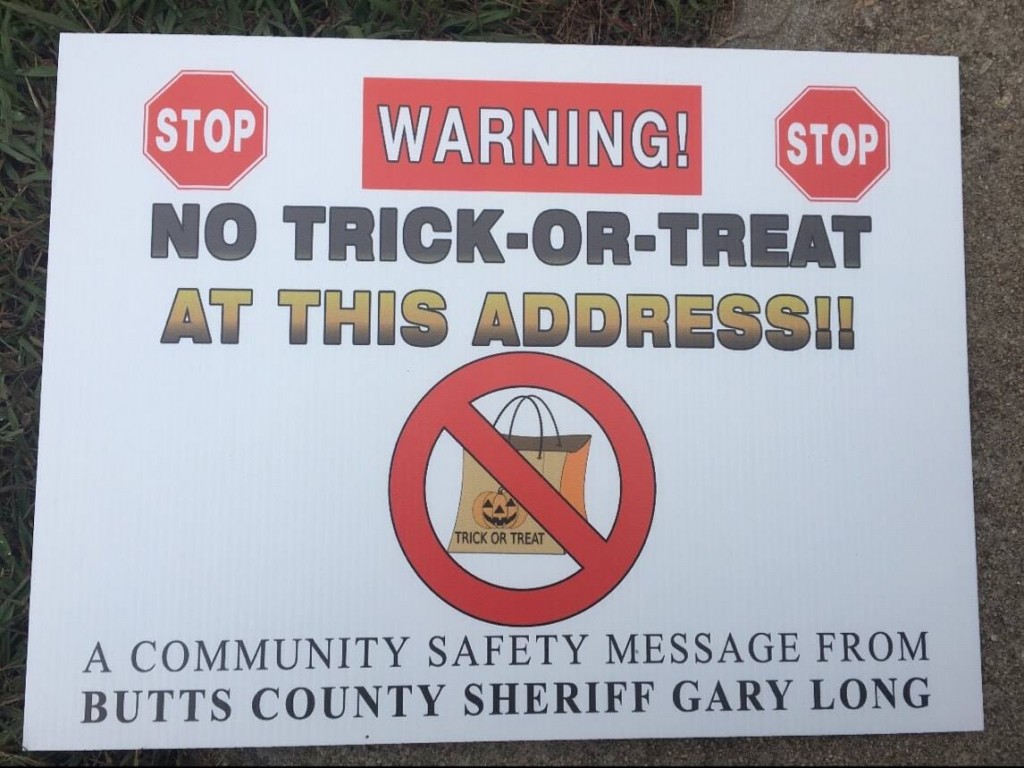 STOP
WARNING!
STOP
NO TRICK-OR-TREAT
AT THIS ADDRESS!!
TRICK OR TREAT
A COMMUNITY SAFETY MESSAGE FROM
BUTTS COUNTY SHERIFF GARY LONG